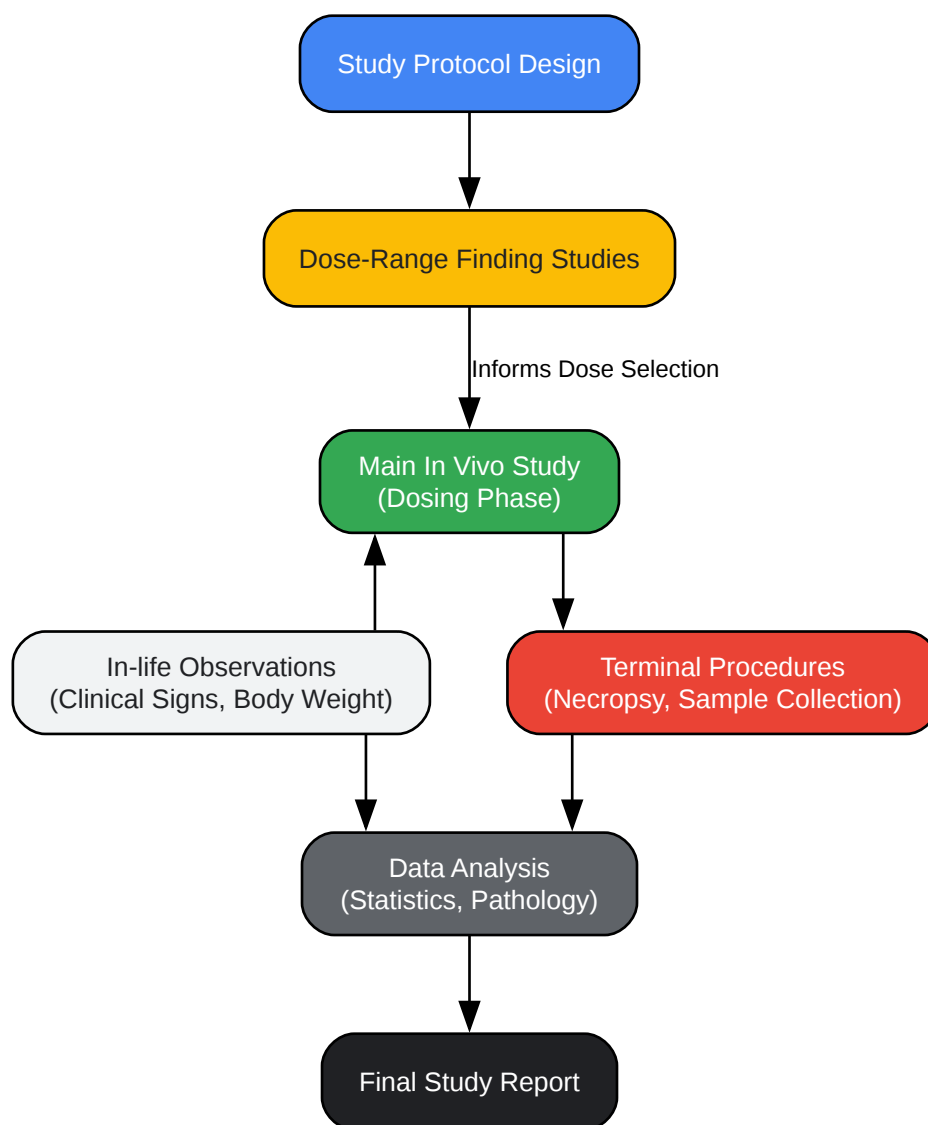 Study Protocol Design
Dose-Range Finding Studies
Informs Dose Selection
Main In Vivo Study
(Dosing Phase)
In-life Observations
(Clinical Signs, Body Weight)
Terminal Procedures
(Necropsy, Sample Collection)
Data Analysis
(Statistics, Pathology)
Final Study Report